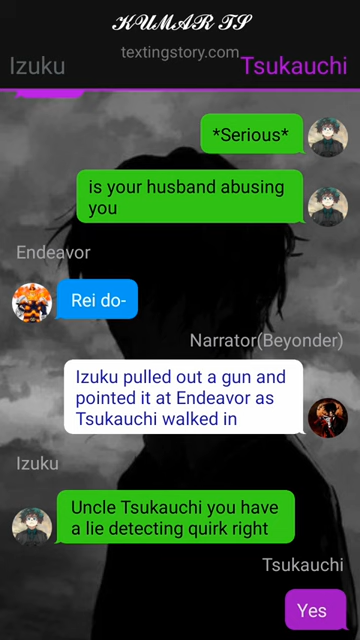 𝒦𝒰𝑀𝒜𝑅 𝒯𝒮
textingstory.com
Izuku
Tsukauchi
*Serious*
is your husband abusing
you
Endeavor
Rei do-
Narrator(Beyonder)
Izuku pulled out a gun and
pointed it at Endeavor as
Tsukauchi walked in
Izuku
Uncle Tsukauchi you have
a lie detecting quirk right
Tsukauchi
Yes